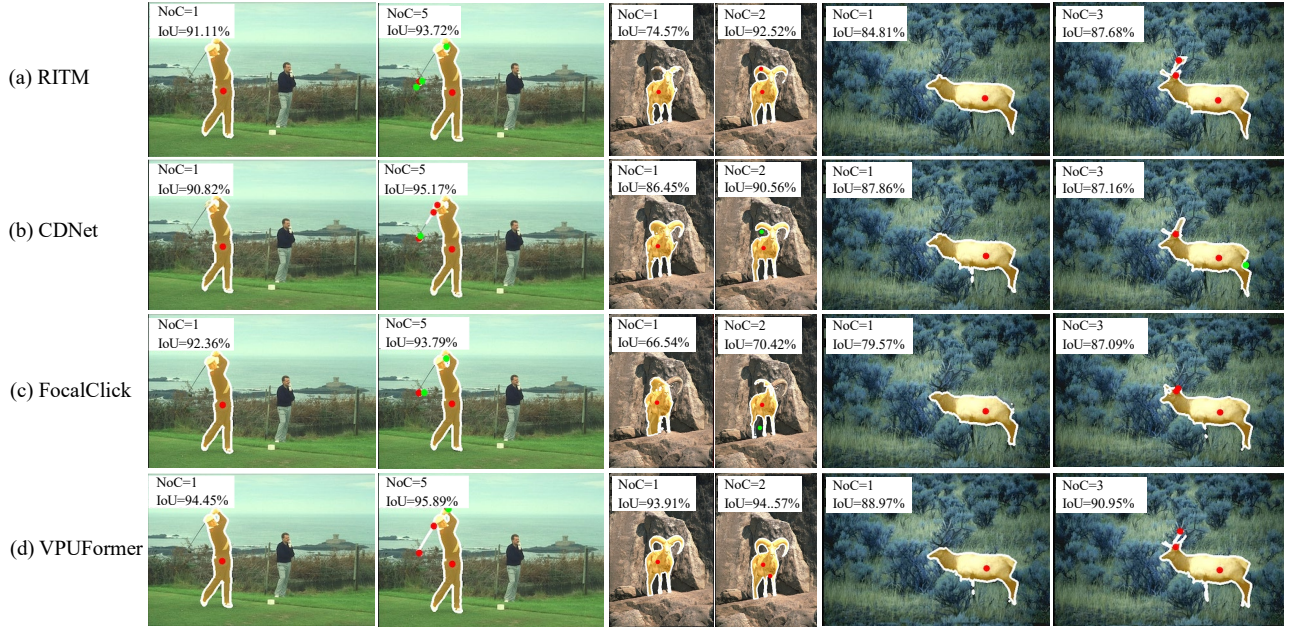 (a) RITM
NoC=1
IoU=91.11%
NoC=5
IoU=93.72%
NoC=1
IoU=74.57%
NoC=2
IoU=92.52%
NoC=1
IoU=84.81%
NoC=3
IoU=87.68%
(b) CDNet
NoC=1
IoU=90.82%
NoC=5
IoU=95.17%
NoC=1
IoU=86.45%
NoC=2
IoU=90.56%
NoC=1
IoU=87.86%
NoC=3
IoU=87.16%
(c) FocalClick
NoC=1
IoU=92.36%
NoC=5
IoU=93.79%
NoC=1
IoU=66.54%
NoC=2
IoU=70.42%
NoC=1
IoU=79.57%
NoC=3
IoU=87.09%
(d) VPUFormer
NoC=1
IoU=94.45%
NoC=5
IoU=95.89%
NoC=1
IoU=93.91%
NoC=2
IoU=94..57%
NoC=1
IoU=88.97%
NoC=3
IoU=90.95%